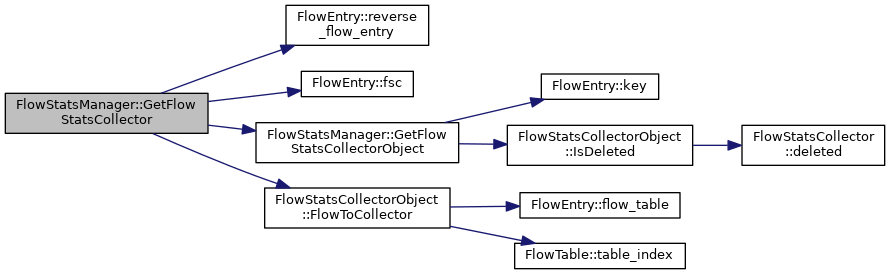 FlowStatsManager::GetFlow
StatsCollector
FlowEntry::reverse
_flow_entry
FlowEntry::fsc
FlowStatsManager::GetFlow
StatsCollectorObject
FlowStatsCollectorObject
::FlowToCollector
FlowEntry::key
FlowStatsCollectorObject
::IsDeleted
FlowEntry::flow_table
FlowTable::table_index
FlowStatsCollector
::deleted